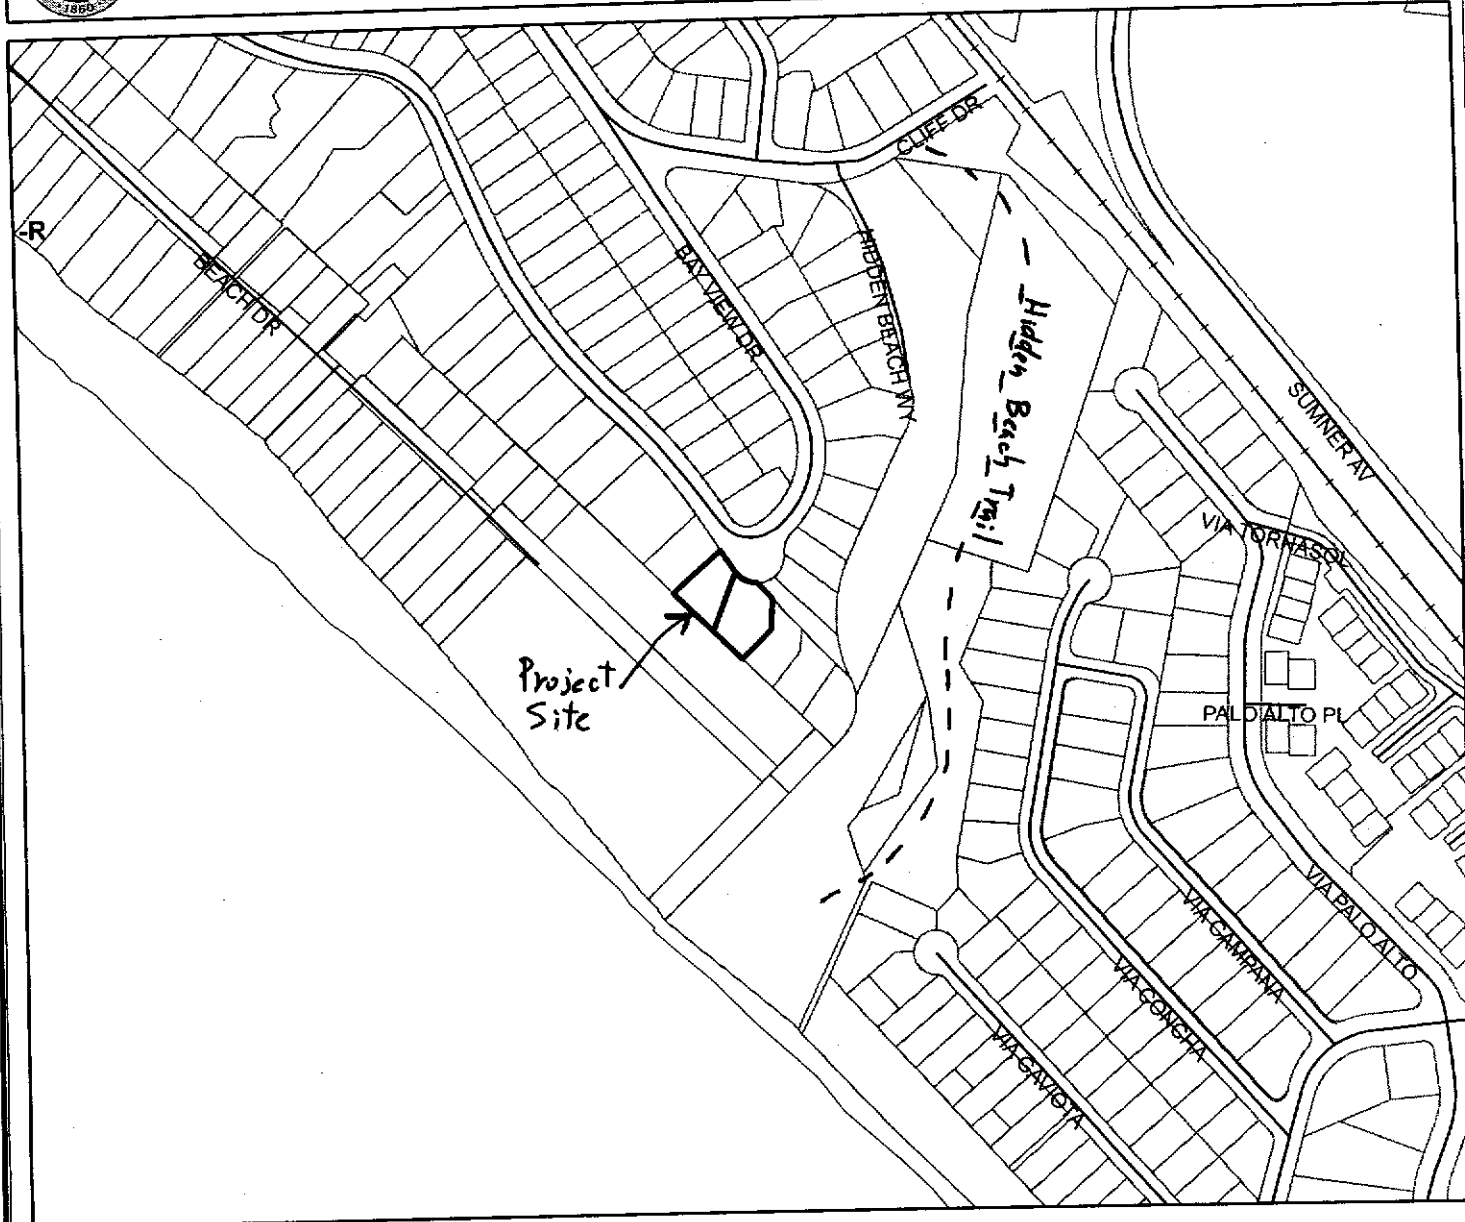 1860
CLIFF DR
-R
BEACH DR
BAY VIEW DR
HIDDEN BEACH WY
Hidden Beach Trail
SUMNER AV
VIA TORNASOL
Project
Site
PALO ALTO PL
VIA PALO ALTO
VIA CAMPANA
VIA CONCHA
VIA GAVIOTA